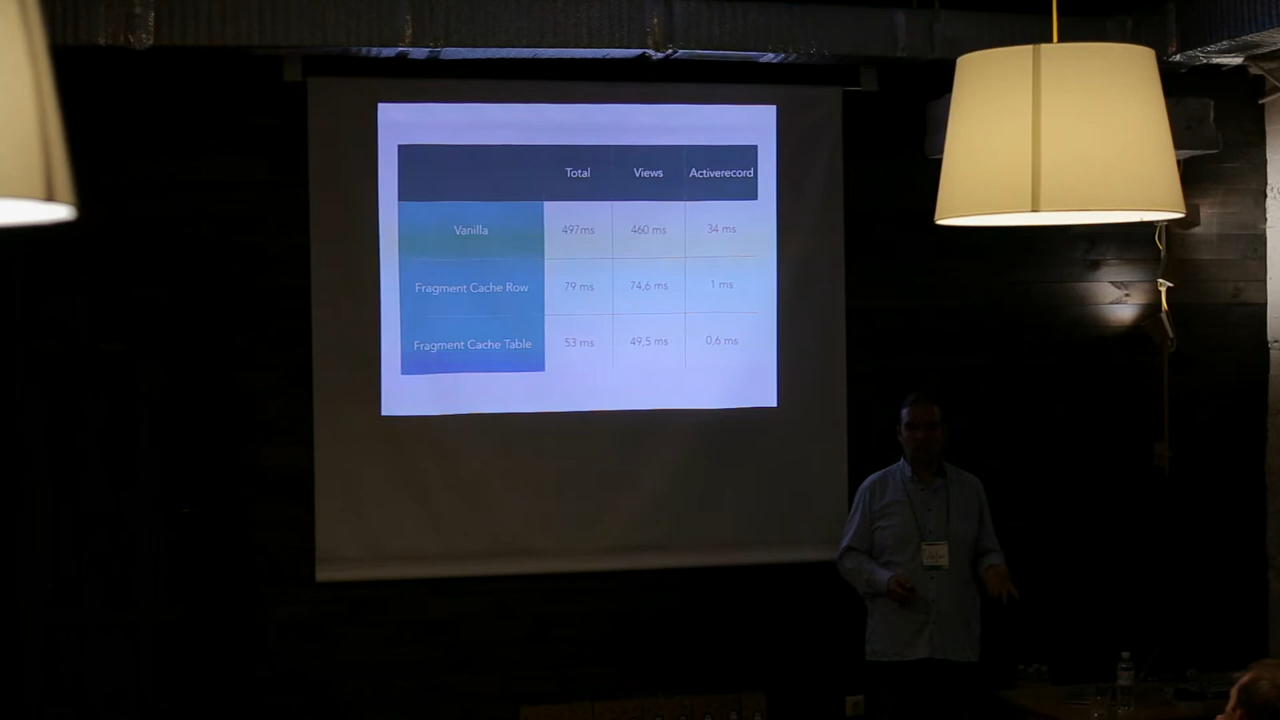 Total Views Activerecord
Vanilla 497ms 460 ms 34 ms
Fragment Cache Row 79 ms 74,6 ms 1 ms
Fragment Cache Table 53 ms 49,5 ms 0,6 ms